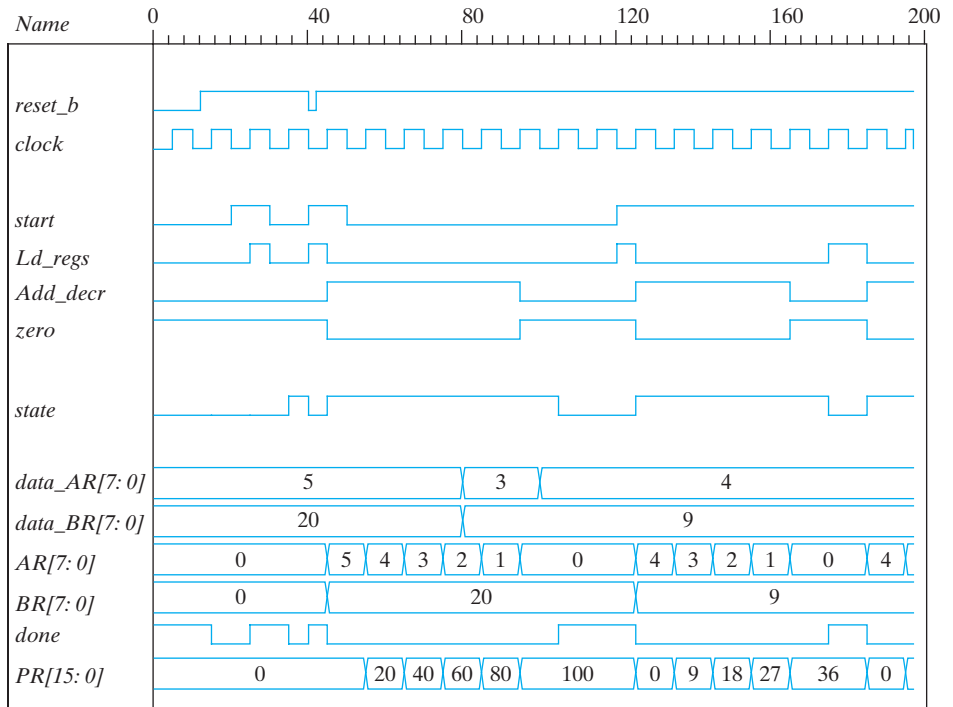 Name 0 40 80 120 160 200
reset_b
clock
start
Ld_regs
Add_decr
zero
state
data_AR[7:0] 5 3 4
data_BR[7:0] 20 9
AR[7:0] 0 5 4 3 2 1 0 4 3 2 1 0 4
BR[7:0] 0 20 9
done
PR[15:0] 0 20 40 60 80 100 0 9 18 27 36 0